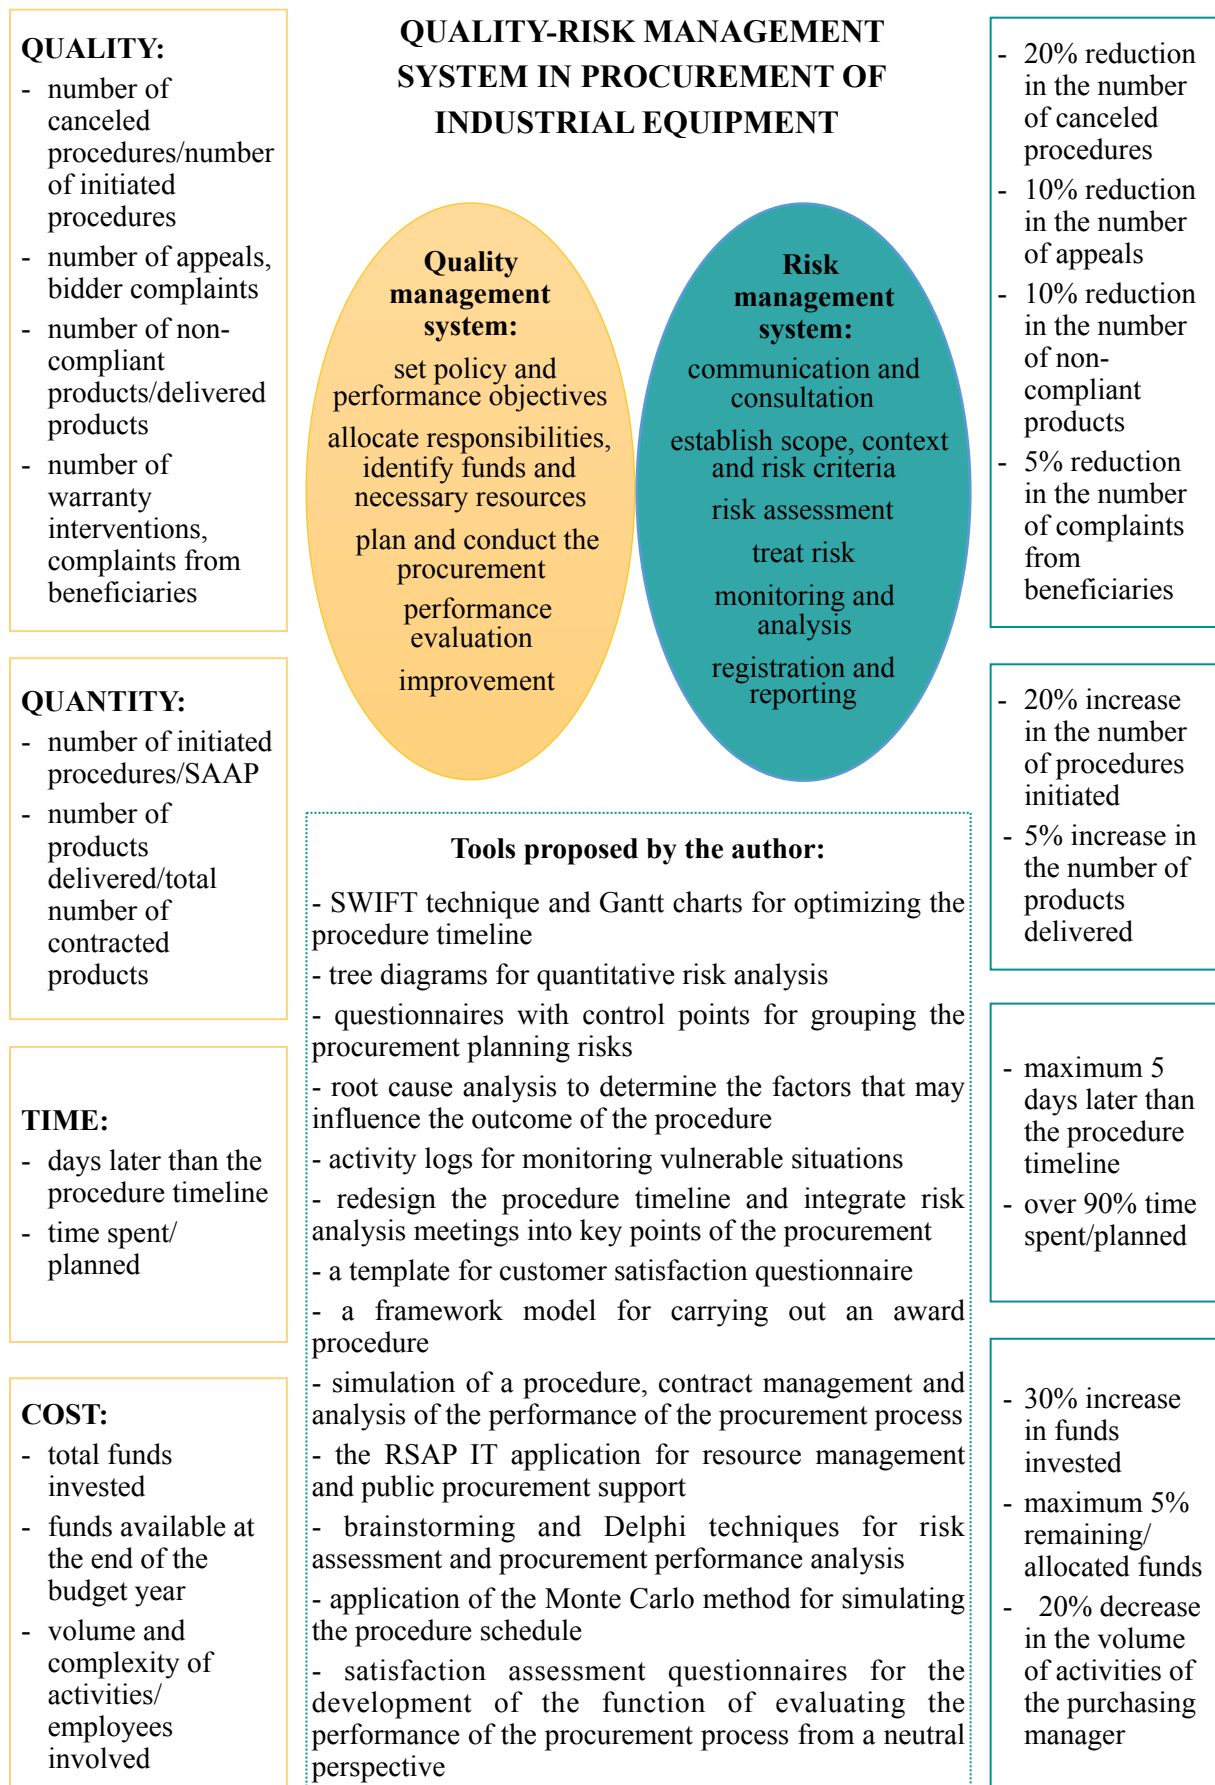 QUALITY-RISK MANAGEMENT
SYSTEM IN PROCUREMENT OF
INDUSTRIAL EQUIPMENT
QUALITY:
- number of
canceled
procedures/number
of initiated
procedures
- number of appeals,
bidder complaints
- number of non-
compliant
products/delivered
products
- number of
warranty
interventions,
complaints from
beneficiaries
QUANTITY:
- number of initiated
procedures/SAAP
- number of
products
delivered/total
number of
contracted
products
TIME:
- days later than the
procedure timeline
- time spent/
planned
COST:
- total funds
invested
- funds available at
the end of the
budget year
- volume and
complexity of
activities/
employees
involved
Quality
management
system:
set policy and
performance objectives
allocate responsibilities,
identify funds and
necessary resources
plan and conduct the
procurement
performance
evaluation
improvement
Risk
management
system:
communication and
consultation
establish scope, context
and risk criteria
risk assessment
treat risk
monitoring and
analysis
registration and
reporting
Tools proposed by the author:
- SWIFT technique and Gantt charts for optimizing the
procedure timeline
- tree diagrams for quantitative risk analysis
- questionnaires with control points for grouping the
procurement planning risks
- root cause analysis to determine the factors that may
influence the outcome of the procedure
- activity logs for monitoring vulnerable situations
- redesign the procedure timeline and integrate risk
analysis meetings into key points of the procurement
- a template for customer satisfaction questionnaire
- a framework model for carrying out an award
procedure
- simulation of a procedure, contract management and
analysis of the performance of the procurement process
- the RSAP IT application for resource management
and public procurement support
- brainstorming and Delphi techniques for risk
assessment and procurement performance analysis
- application of the Monte Carlo method for simulating
the procedure schedule
- satisfaction assessment questionnaires for the
development of the function of evaluating the
performance of the procurement process from a neutral
perspective
- 20% reduction
in the number
of canceled
procedures
- 10% reduction
in the number
of appeals
- 10% reduction
in the number
of non-
compliant
products
- 5% reduction
in the number
of complaints
from
beneficiaries
- 20% increase
in the number
of procedures
initiated
- 5% increase in
the number of
products
delivered
- maximum 5
days later than
the procedure
timeline
- over 90% time
spent/planned
- 30% increase
in funds
invested
- maximum 5%
remaining/
allocated funds
- 20% decrease
in the volume
of activities of
the purchasing
manager